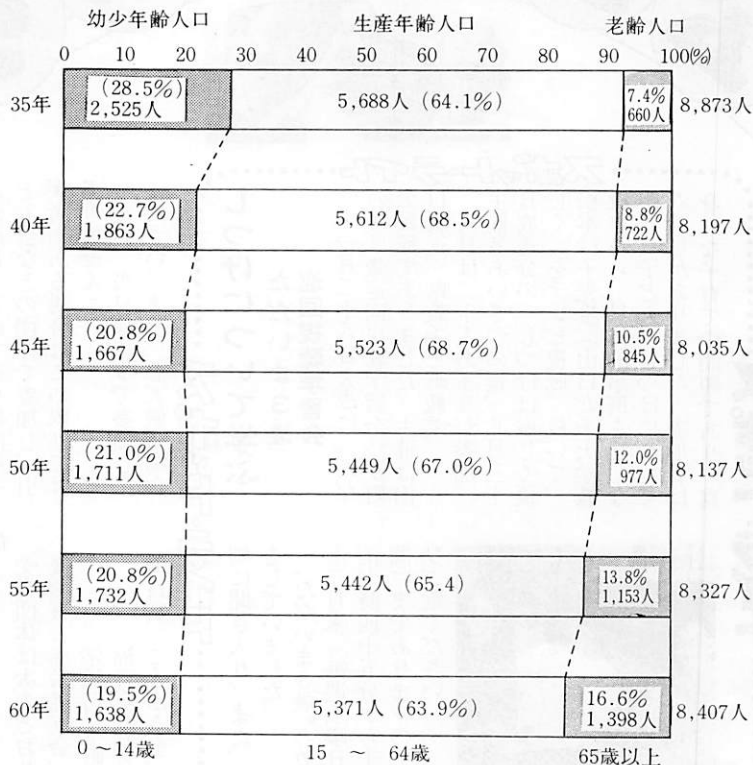 幼少年齢人口 生産年齢人口 老齢人口
0 10 20 30 40 50 60 70 80 90 100(%)
35年 (28.5%) 2,525人 5,688人 (64.1%) 7.4% 660人 8,873人
40年 (22.7%) 1,863人 5,612人 (68.5%) 8.8% 722人 8,197人
45年 (20.8%) 1,667人 5,523人 (68.7%) 10.5% 845人 8,035人
50年 (21.0%) 1,711人 5,449人 (67.0%) 12.0% 977人 8,137人
55年 (20.8%) 1,732人 5,442人 (65.4) 13.8% 1,153人 8,327人
60年 (19.5%) 1,638人 5,371人 (63.9%) 16.6% 1,398人 8,407人
0〜14歳 15 〜 64歳 65歳以上